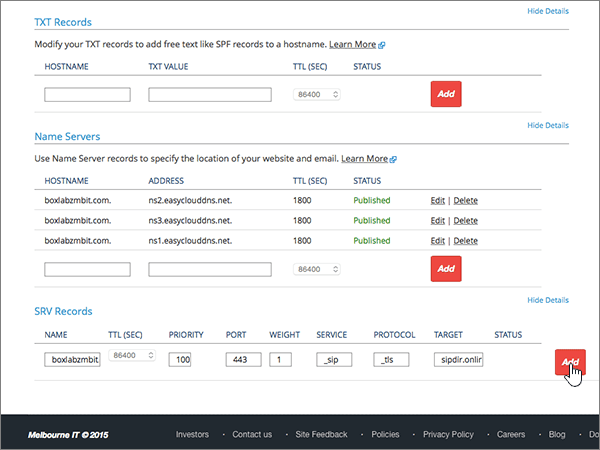 Hide Details
TXT Records
Modify your TXT records to add free text like SPF records to a hostname. Learn More
HOSTNAME TXT VALUE TTL (SEC) STATUS
86400 Add
Hide Details
Name Servers
Use Name Server records to specify the location of your website and email. Learn More
HOSTNAME ADDRESS TTL (SEC) STATUS
boxlabzmbit.com. ns2.easyclouddns.net. 1800 Published Edit | Delete
boxlabzmbit.com. ns3.easyclouddns.net. 1800 Published Edit | Delete
boxlabzmbit.com. ns1.easyclouddns.net. 1800 Published Edit | Delete
86400 Add
Hide Details
SRV Records
NAME TTL (SEC) PRIORITY PORT WEIGHT SERVICE PROTOCOL TARGET STATUS
boxlabzmbit 86400 100 443 1 _sip _tls sipdir.onlin Add
Melbourne IT © 2015 Investors • Contact us • Site Feedback • Policies • Privacy Policy • Careers • Blog • Do